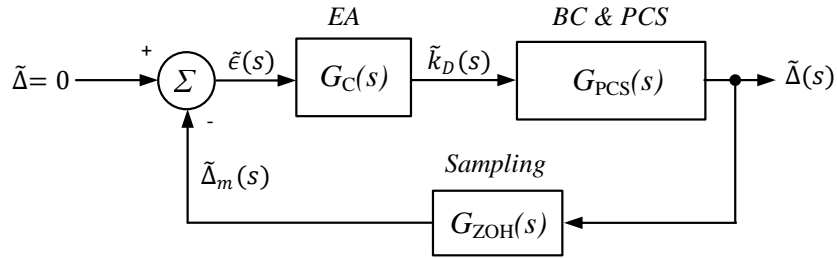 EA
BC & PCS
Δ̃= 0
+
Σ
-
ε̃(s)
G_C(s)
k̃_D(s)
G_PCS(s)
Δ̃(s)
Δ̃_m(s)
Sampling
G_ZOH(s)